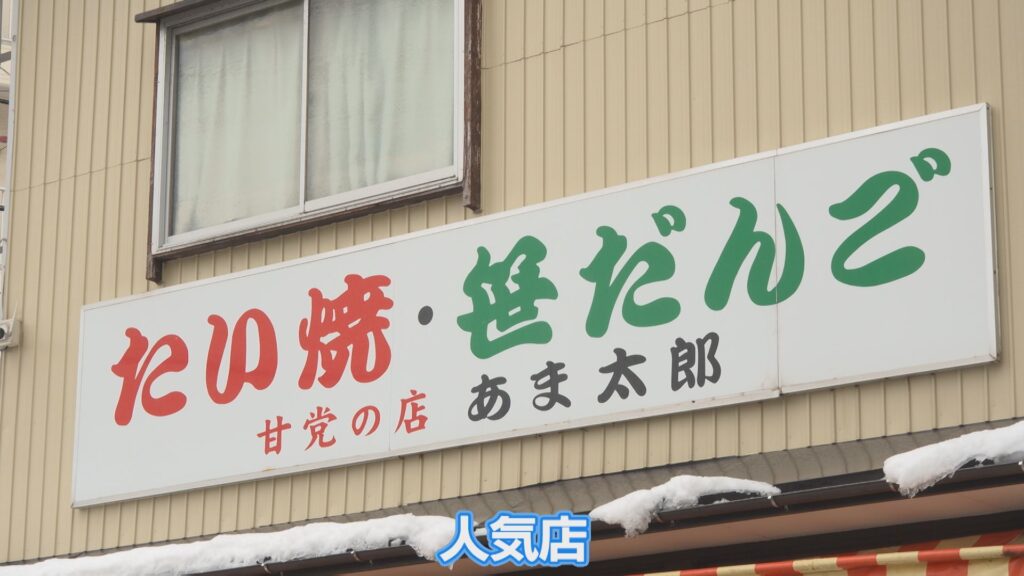 たい焼・笹だんご
甘党の店 あま太郎
人気店